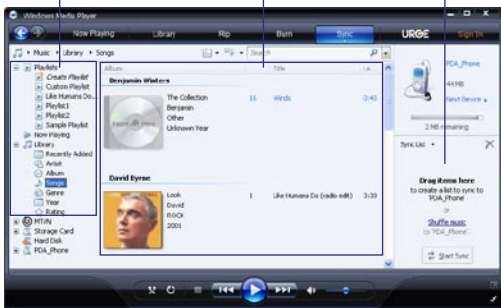 Windows Media Player
Now Playing
Library
Rip
Burn
Sync
URGE
Sign In
Music
Library
Songs
Search
Playlists
Create Playlist
Custom Playlist
Like Humans Do...
Playlist1
Playlist2
Sample Playlist
Now Playing
Library
Recently Added
Artist
Album
Songs
Genre
Year
Rating
MTVN
Storage Card
Hard Disk
PDA_Phone
Album
Title
Benjamin Winters
The Collection
Benjamin
Other
Unknown Year
16 Winds 0:43
David Byrne
Look
David
ROCK
2001
1 Like Humans Do (radio edit) 3:33
PDA_Phone
44MB
Next Device
2 MB remaining
Sync List
Drag items here
to create a list to sync to
'PDA_Phone'
or
Shuffle music
to 'PDA_Phone'.
Start Sync